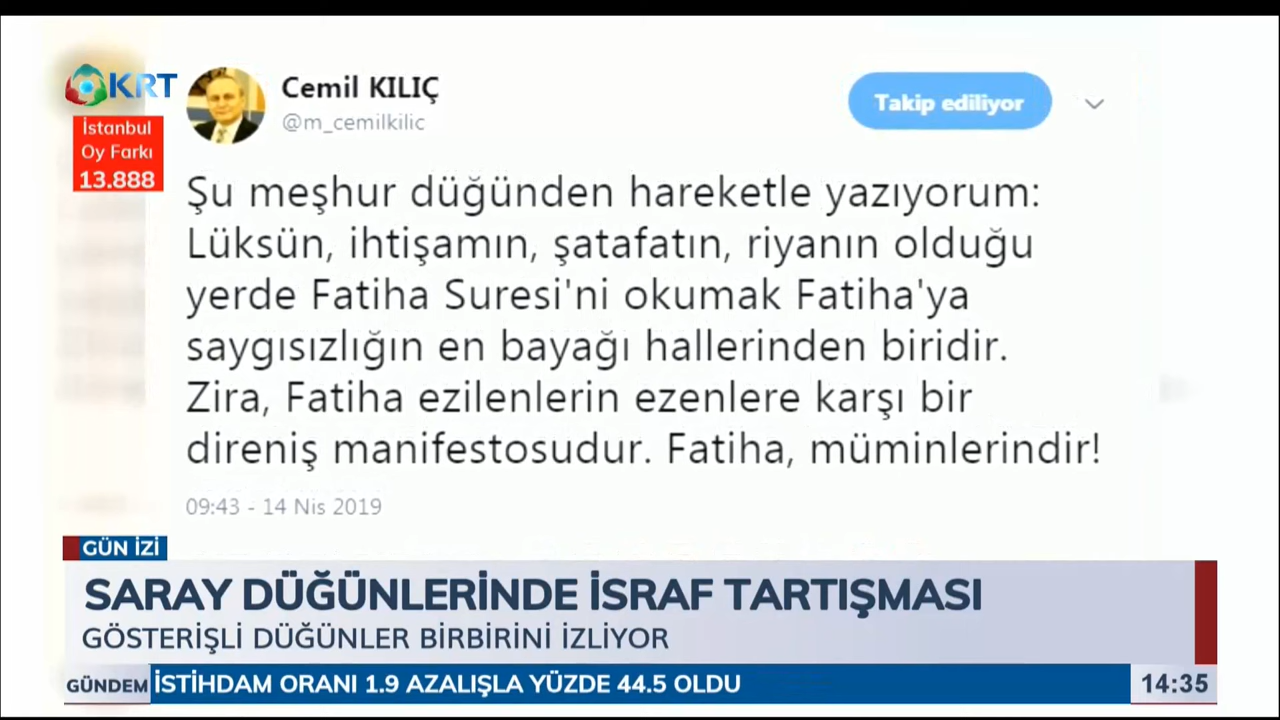 KRT
İstanbul
Oy Farkı
13.888
Cemil KILIÇ
@m_cemilkilic
Takip ediliyor
Şu meşhur düğünden hareketle yazıyorum:
Lüksün, ihtişamın, şatafatın, riyanın olduğu
yerde Fatiha Suresi'ni okumak Fatiha'ya
saygısızlığın en bayağı hallerinden biridir.
Zira, Fatiha ezilenlerin ezenlere karşı bir
direniş manifestosudur. Fatiha, müminlerindir!
09:43 - 14 Nis 2019
GÜN İZİ
SARAY DÜĞÜNLERİNDE İSRAF TARTIŞMASI
GÖSTERİŞLİ DÜĞÜNLER BİRBİRİNİ İZLİYOR
GÜNDEM İSTİHDAM ORANI 1.9 AZALIŞLA YÜZDE 44.5 OLDU 14:35